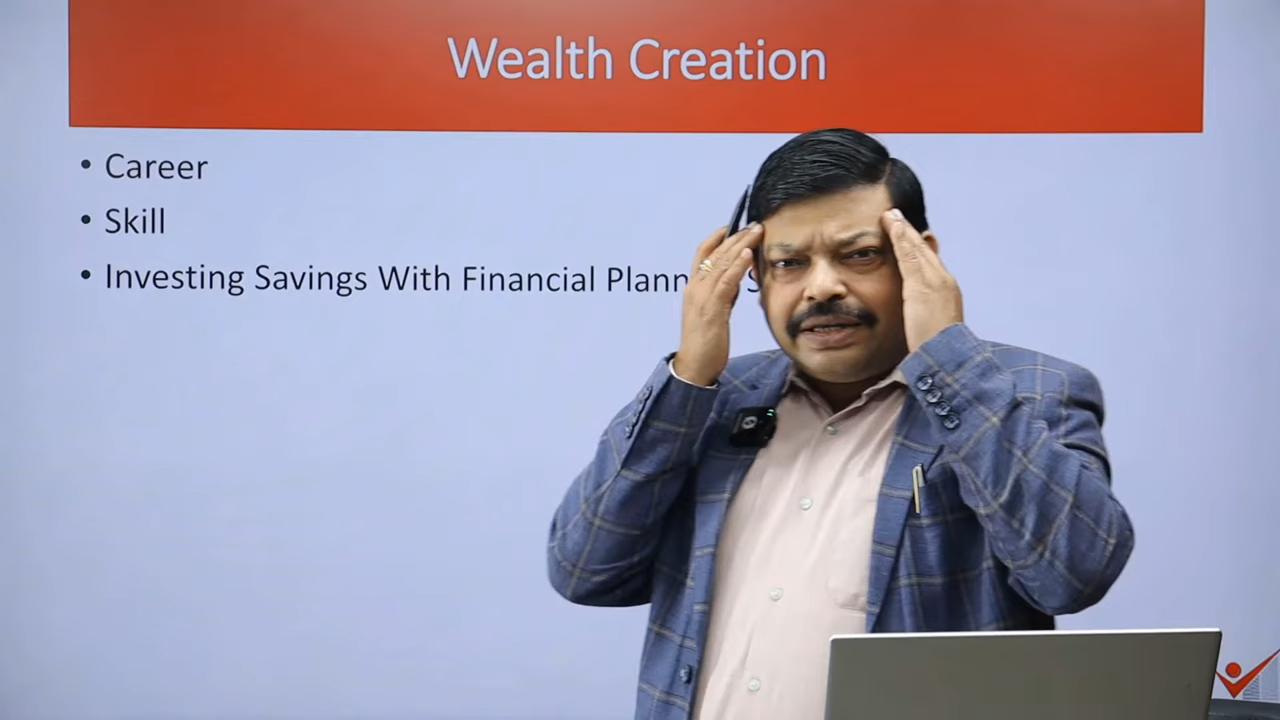 Wealth Creation
• Career
• Skill
• Investing Savings With Financial Plann